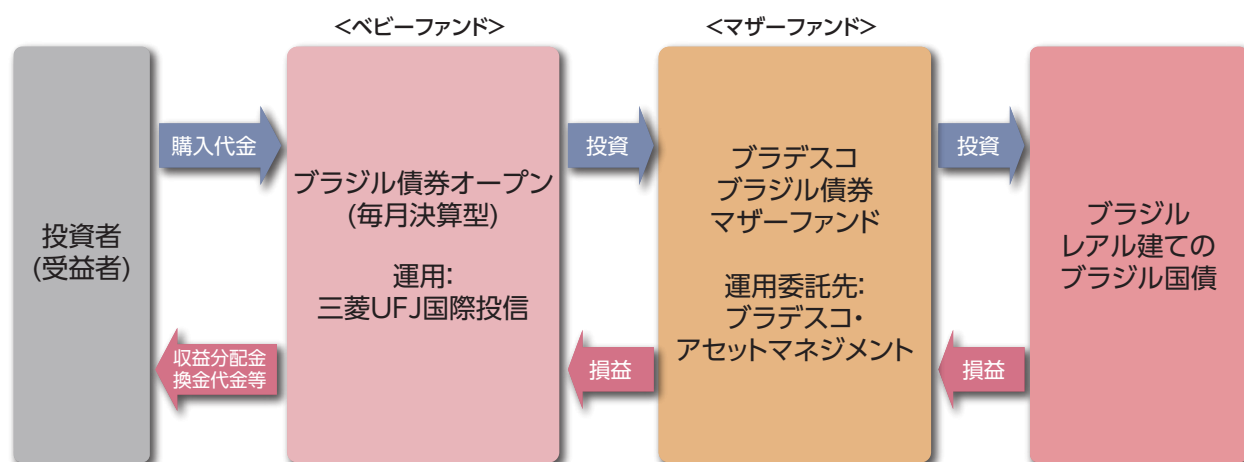 <ベビーファンド>
<マザーファンド>
投資者
(受益者)
購入代金
収益分配金
換金代金等
ブラジル債券オープン
(毎月決算型)
運用:
三菱UFJ国際投信
投資
損益
ブラデスコ
ブラジル債券
マザーファンド
運用委託先:
ブラデスコ・
アセットマネジメント
投資
損益
ブラジル
レアル建ての
ブラジル国債